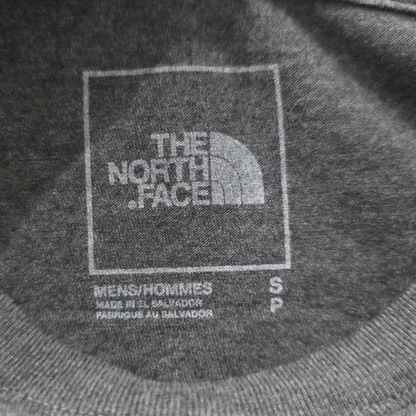 THE
NORTH
FACE
MENS/HOMMES S
MADE IN EL SALVADOR
FABRIQUE AU SALVADOR P